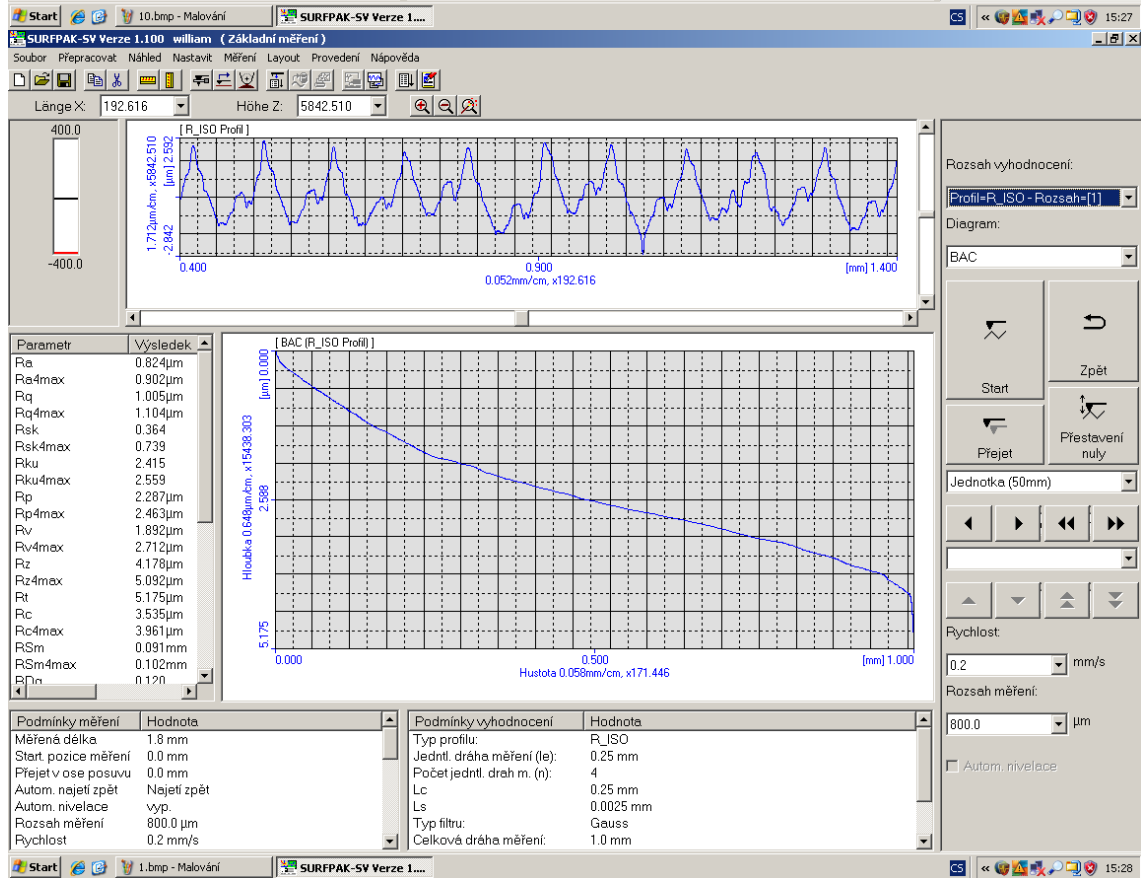 Start 10.bmp - Malování SURFPAK-SV Verze 1.... CS « 15:27
SURFPAK-SV Verze 1.100 william ( Základní měření )
Soubor Přepracovat Náhled Nastavit Měření Layout Provedení Nápověda
Länge X: 192.616 Höhe Z: 5842.510
400.0
-400.0
[ R_ISO Profil ]
1.712µm/cm, x5842.510
-2.842 [µm] 2.592
0.400 0.900 [mm] 1.400
0.052mm/cm, x192.616
Parametr Výsledek
Ra 0.824µm
Ra4max 0.902µm
Rq 1.005µm
Rq4max 1.104µm
Rsk 0.364
Rsk4max 0.739
Rku 2.415
Rku4max 2.559
Rp 2.287µm
Rp4max 2.463µm
Rv 1.892µm
Rv4max 2.712µm
Rz 4.178µm
Rz4max 5.092µm
Rt 5.175µm
Rc 3.535µm
Rc4max 3.961µm
RSm 0.091mm
RSm4max 0.102mm
RDq 0.120
[ BAC (R_ISO Profil) ]
Hloubka 0.648µm/cm, x15438.303
5.175 2.588 [µm] 0.000
0.000 0.500 [mm] 1.000
Hustota 0.058mm/cm, x171.446
Podmínky měření Hodnota
Měřená délka 1.8 mm
Start. pozice měření 0.0 mm
Přejet v ose posuvu 0.0 mm
Autom. najetí zpět Najetí zpět
Autom. nivelace vyp.
Rozsah měření 800.0 µm
Rychlost 0.2 mm/s
Podmínky vyhodnocení Hodnota
Typ profilu: R_ISO
Jedntl. dráha měření (le): 0.25 mm
Počet jedntl. drah m. (n): 4
Lc 0.25 mm
Ls 0.0025 mm
Typ filtru: Gauss
Celková dráha měření: 1.0 mm
Rozsah vyhodnocení:
Profil=R_ISO - Rozsah=[1]
Diagram:
BAC
Start
Zpět
Přejet
Přestavení
nuly
Jednotka (50mm)
Rychlost:
0.2 mm/s
Rozsah měření:
800.0 µm
Autom. nivelace
Start 1.bmp - Malování SURFPAK-SV Verze 1.... CS « 15:28